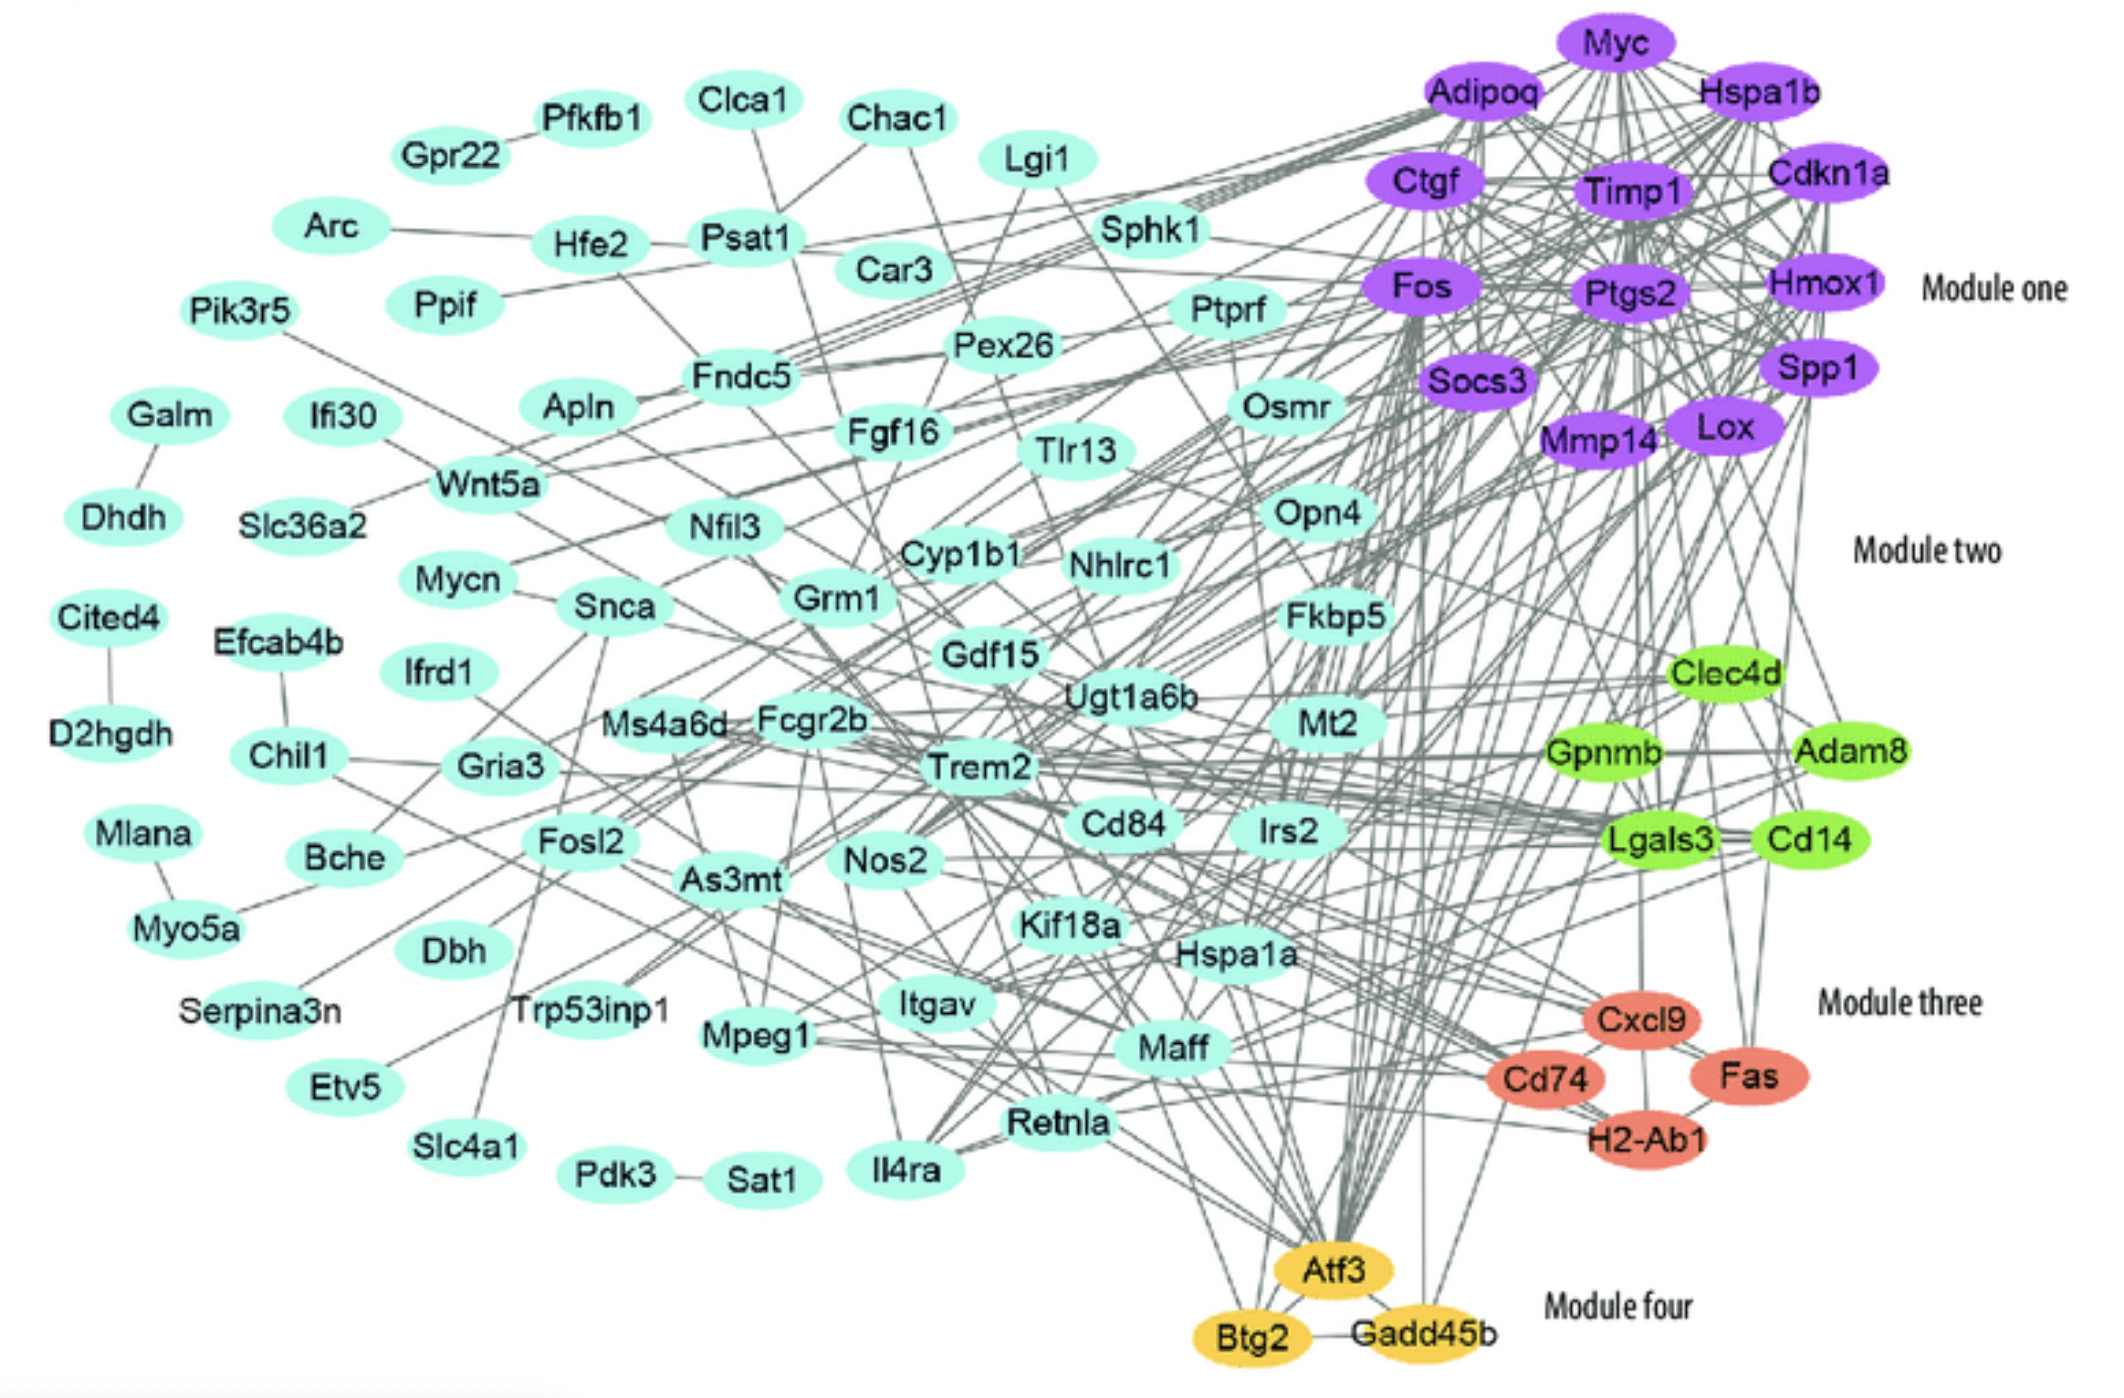 Myc
Adipoq
Hspa1b
Clca1
Pfkfb1
Chac1
Gpr22
Lgi1
Ctgf
Timp1
Cdkn1a
Arc
Hfe2
Psat1
Sphk1
Car3
Fos
Ptgs2
Hmox1
Module one
Pik3r5
Ppif
Ptprf
Pex26
Fndc5
Socs3
Spp1
Galm
Ifi30
Apln
Osmr
Fgf16
Mmp14
Lox
Tlr13
Wnt5a
Dhdh
Slc36a2
Nfil3
Opn4
Cyp1b1
Nhlrc1
Module two
Mycn
Snca
Grm1
Cited4
Fkbp5
Efcab4b
Ifrd1
Gdf15
Clec4d
Ugt1a6b
D2hgdh
Ms4a6d
Fcgr2b
Mt2
Chil1
Gria3
Trem2
Gpnmb
Adam8
Mlana
Cd84
Irs2
Lgals3
Cd14
Bche
Fosl2
Nos2
As3mt
Myo5a
Kif18a
Dbh
Hspa1a
Serpina3n
Trp53inp1
Itgav
Module three
Cxcl9
Mpeg1
Maff
Etv5
Cd74
Fas
Retnla
Slc4a1
H2-Ab1
Pdk3
Sat1
Il4ra
Atf3
Module four
Btg2
Gadd45b